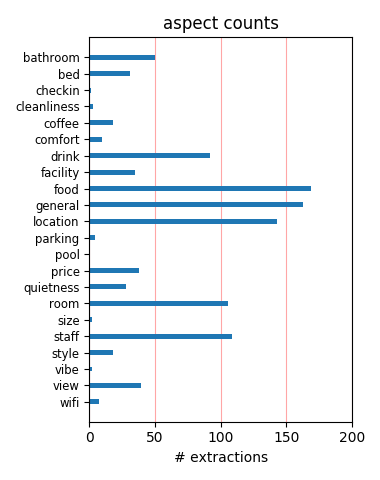 aspect counts
bathroom
bed
checkin
cleanliness
coffee
comfort
drink
facility
food
general
location
parking
pool
price
quietness
room
size
staff
style
vibe
view
wifi
0 50 100 150 200
# extractions